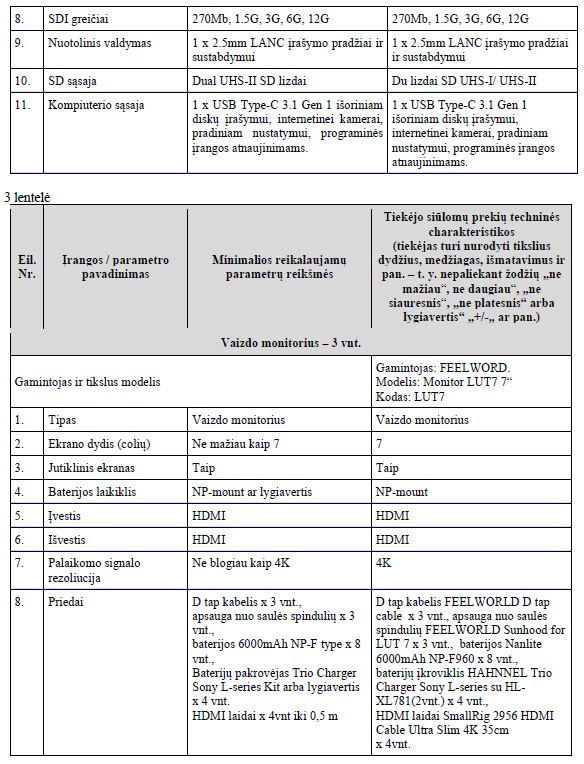 8. SDI greičiai 270Mb, 1.5G, 3G, 6G, 12G 270Mb, 1.5G, 3G, 6G, 12G
9. Nuotolinis valdymas 1 x 2.5mm LANC įrašymo pradžiai ir sustabdymui 1 x 2.5mm LANC įrašymo pradžiai ir sustabdymui
10. SD sąsaja Dual UHS-II SD lizdai Du lizdai SD UHS-I/ UHS-II
11. Kompiuterio sąsaja 1 x USB Type-C 3.1 Gen 1 išoriniam diskų įrašymui, internetinei kamerai, pradiniam nustatymui, programinės įrangos atnaujinimams. 1 x USB Type-C 3.1 Gen 1 išoriniam diskų įrašymui, internetinei kamerai, pradiniam nustatymui, programinės įrangos atnaujinimams.
3 lentelė
Eil. Nr.
Įrangos / parametro pavadinimas
Minimalios reikalaujamų parametrų reikšmės
Tiekėjo siūlomų prekių techninės
charakteristikos
(tiekėjas turi nurodyti tikslius
dydžius, medžiagas, išmatavimus ir
pan. – t. y. nepaliekant žodžių „ne
mažiau“, ne daugiau“, „ne
siauresnis“, „ne platesnis“ arba
lygiavertis“ „+/-„ ar pan.)
Vaizdo monitorius – 3 vnt.
Gamintojas ir tikslus modelis
Gamintojas: FEELWORD.
Modelis: Monitor LUT7 7“
Kodas: LUT7
1. Tipas Vaizdo monitorius Vaizdo monitorius
2. Ekrano dydis (colių) Ne mažiau kaip 7 7
3. Jutiklinis ekranas Taip Taip
4. Baterijos laikiklis NP-mount ar lygiavertis NP-mount
5. Įvestis HDMI HDMI
6. Išvestis HDMI HDMI
7. Palaikomo signalo rezoliucija Ne blogiau kaip 4K 4K
8. Priedai
D tap kabelis x 3 vnt.,
apsauga nuo saulės spindulių x 3
vnt.,
baterijos 6000mAh NP-F type x 8
vnt.,
Baterijų pakrovėjas Trio Charger
Sony L-series Kit arba lygiavertis
x 4 vnt.
HDMI laidai x 4vnt iki 0,5 m
D tap kabelis FEELWORLD D tap
cable x 3 vnt., apsauga nuo saulės
spindulių FEELWORLD Sunhood for
LUT 7 x 3 vnt., baterijos Nanlite
6000mAh NP-F960 x 8 vnt.,
baterijų įkroviklis HAHNNEL Trio
Charger Sony L-series su HL-
XL781(2vnt.) x 4 vnt.,
HDMI laidai SmallRig 2956 HDMI
Cable Ultra Slim 4K 35cm
x 4vnt.